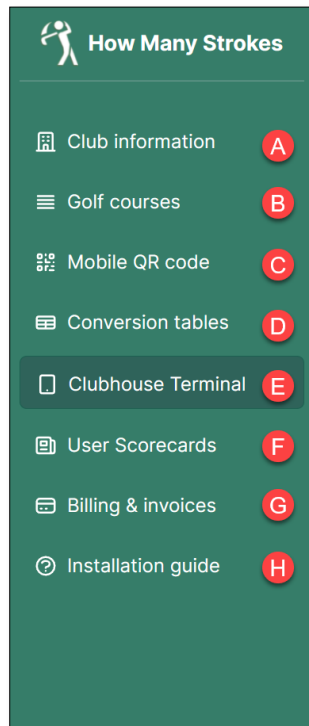 How Many Strokes
Club information A
Golf courses B
Mobile QR code C
Conversion tables D
Clubhouse Terminal E
User Scorecards F
Billing & invoices G
Installation guide H